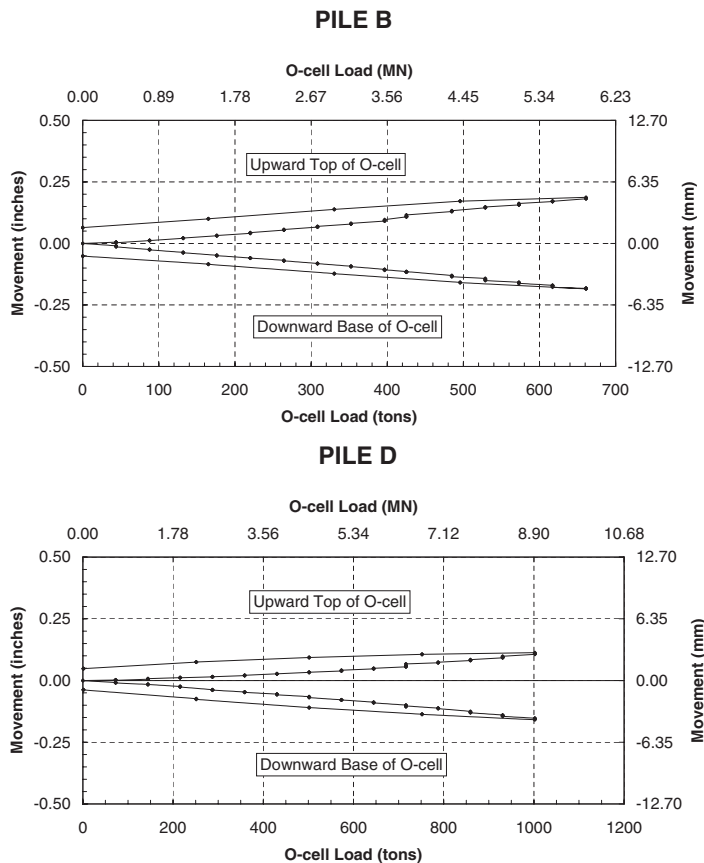 PILE B
O-cell Load (MN)
0.00 0.89 1.78 2.67 3.56 4.45 5.34 6.23
0.50 12.70
Upward Top of O-cell
0.25 6.35
Movement (inches)
0.00 0.00
Movement (mm)
-0.25 -6.35
Downward Base of O-cell
-0.50 -12.70
0 100 200 300 400 500 600 700
O-cell Load (tons)
PILE D
O-cell Load (MN)
0.00 1.78 3.56 5.34 7.12 8.90 10.68
0.50 12.70
Upward Top of O-cell
0.25 6.35
Movement (inches)
0.00 0.00
Movement (mm)
-0.25 -6.35
Downward Base of O-cell
-0.50 -12.70
0 200 400 600 800 1000 1200
O-cell Load (tons)